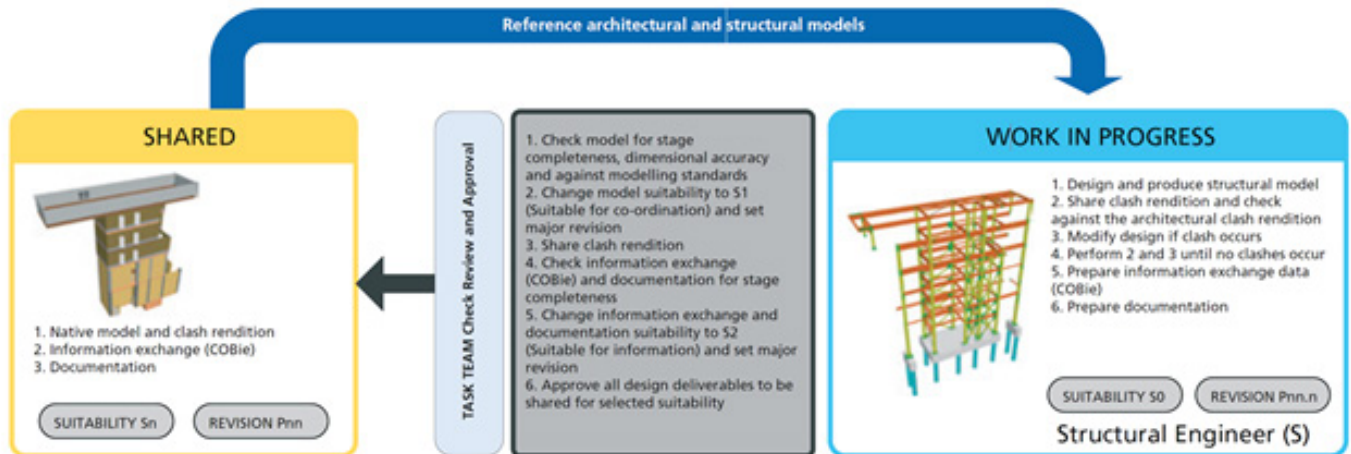 Reference architectural and structural models
SHARED
1. Native model and clash rendition
2. Information exchange (COBie)
3. Documentation
SUITABILITY Sn
REVISION Pnn
TASK TEAM Check Review and Approval
1. Check model for stage
completeness, dimensional accuracy
and against modelling standards
2. Change model suitability to S1
(Suitable for co-ordination) and set
major revision
3. Share clash rendition
4. Check information exchange
(COBie) and documentation for stage
completeness
5. Change information exchange and
documentation suitability to S2
(Suitable for information) and set major
revision
6. Approve all design deliverables to be
shared for selected suitability
WORK IN PROGRESS
1. Design and produce structural model
2. Share clash rendition and check
against the architectural clash rendition
3. Modify design if clash occurs
4. Perform 2 and 3 until no clashes occur
5. Prepare information exchange data
(COBie)
6. Prepare documentation
SUITABILITY S0
REVISION Pnn.n
Structural Engineer (S)